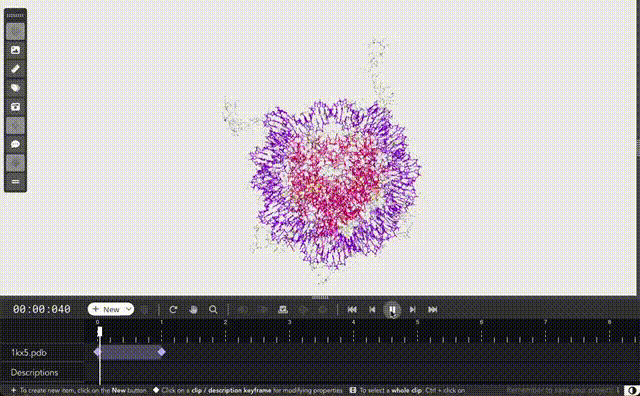 00:00:040
+ New
0 1 2 3 4 5 6 7 8
1kx5.pdb
Descriptions
+ To create new item, click on the New button ◆ Click on a clip / description keyframe for modifying properties To select a whole clip, Ctrl + click on Remember to save your project!